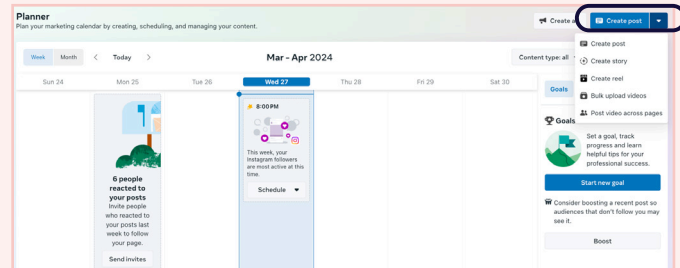 Planner
Plan your marketing calendar by creating, scheduling, and managing your content.
Create a
Create post
Week
Month
Today
Mar - Apr 2024
Content type: all
Create post
Create story
Create reel
Bulk upload videos
Post video across pages
Sun 24
Mon 25
Tue 26
Wed 27
Thu 28
Fri 29
Sat 30
6 people
reacted to
your posts
Invite people
who reacted to
your posts last
week to follow
your page.
Send invites
8:00PM
This week, your
Instagram followers
are most active at this
time.
Schedule
Goals
Goals
Set a goal, track
progress and learn
helpful tips for your
professional success.
Start new goal
Consider boosting a recent post so
audiences that don't follow you may
see it.
Boost